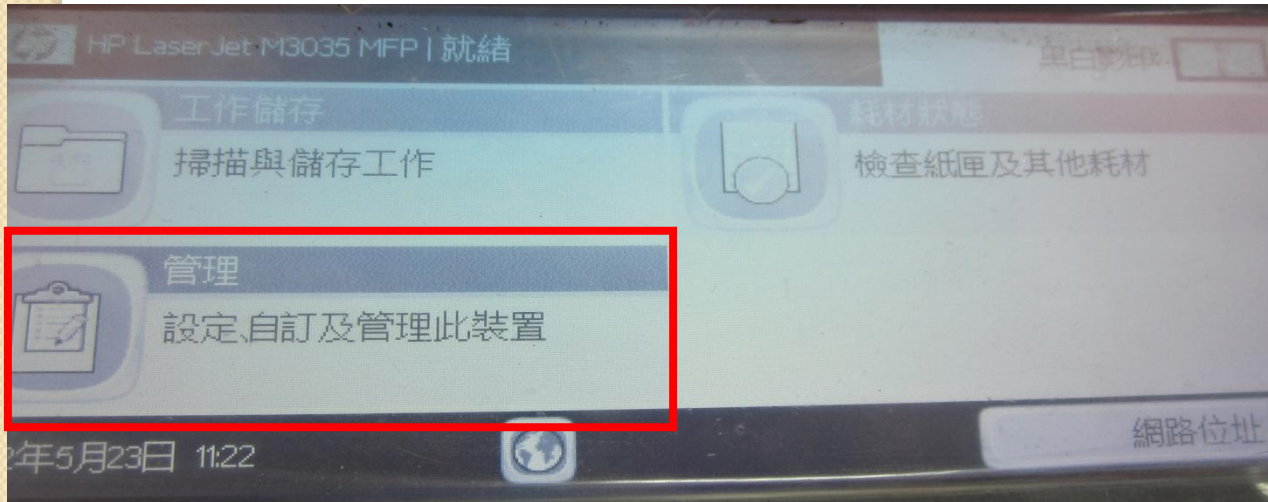 HP LaserJet M3035 MFP | 就緒
黑白影印:
工作儲存
掃描與儲存工作
耗材狀態
檢查紙匣及其他耗材
管理
設定、自訂及管理此裝置
2年5月23日 11:22
網路位址